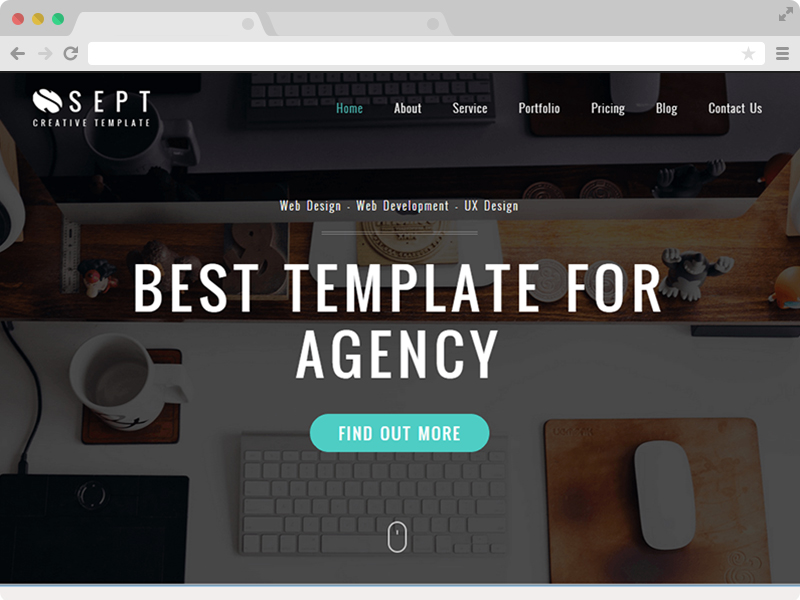 SEPT
CREATIVE TEMPLATE
Home About Service Portfolio Pricing Blog Contact Us
Web Design - Web Development - UX Design
BEST TEMPLATE FOR
AGENCY
FIND OUT MORE